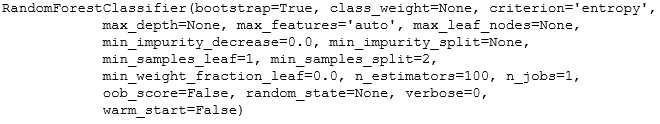 RandomForestClassifier(bootstrap=True, class_weight=None, criterion='entropy',
max_depth=None, max_features='auto', max_leaf_nodes=None,
min_impurity_decrease=0.0, min_impurity_split=None,
min_samples_leaf=1, min_samples_split=2,
min_weight_fraction_leaf=0.0, n_estimators=100, n_jobs=1,
oob_score=False, random_state=None, verbose=0,
warm_start=False)